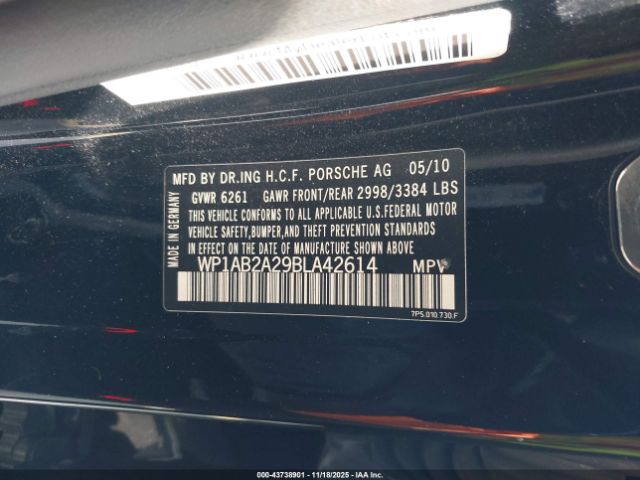 MFD BY DR.ING H.C.F. PORSCHE AG 05/10
GVWR 6261 GAWR FRONT/REAR 2998/3384 LBS
THIS VEHICLE CONFORMS TO ALL APPLICABLE U.S.FEDERAL MOTOR
VEHICLE SAFETY,BUMPER,AND THEFT PREVENTION STANDARDS
IN EFFECT ON THE DATE OF MANUFACTURE SHOWN ABOVE.
WP1AB2A29BLA42614 MPV
7P5.010.730.F
MADE IN GERMANY
000-43738901 - 11/18/2025 - IAAI.COM